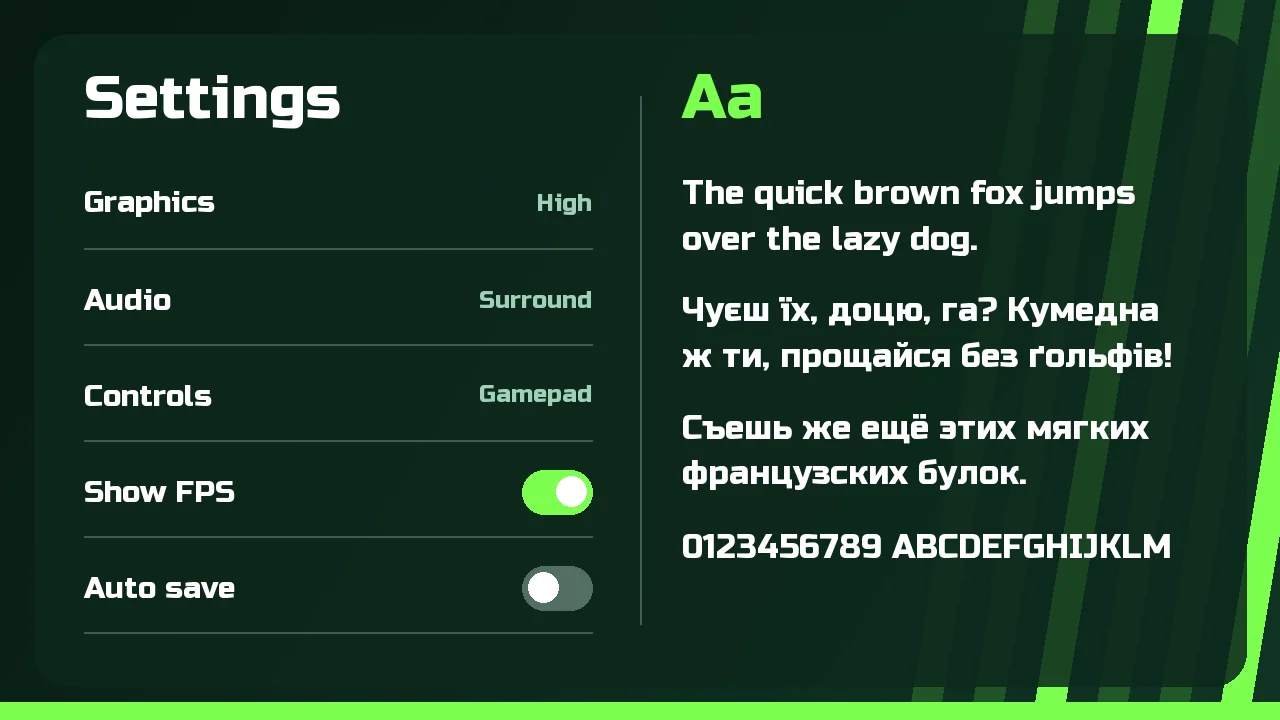 Settings
Graphics
High
Audio
Surround
Controls
Gamepad
Show FPS
Auto save
Aa
The quick brown fox jumps
over the lazy dog.
Чуєш їх, доцю, га? Кумедна
ж ти, прощайся без ґольфів!
Съешь же ещё этих мягких
французских булок.
0123456789 ABCDEFGHIJKLM